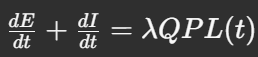 dE/dt + dI/dt = λQPL(t)